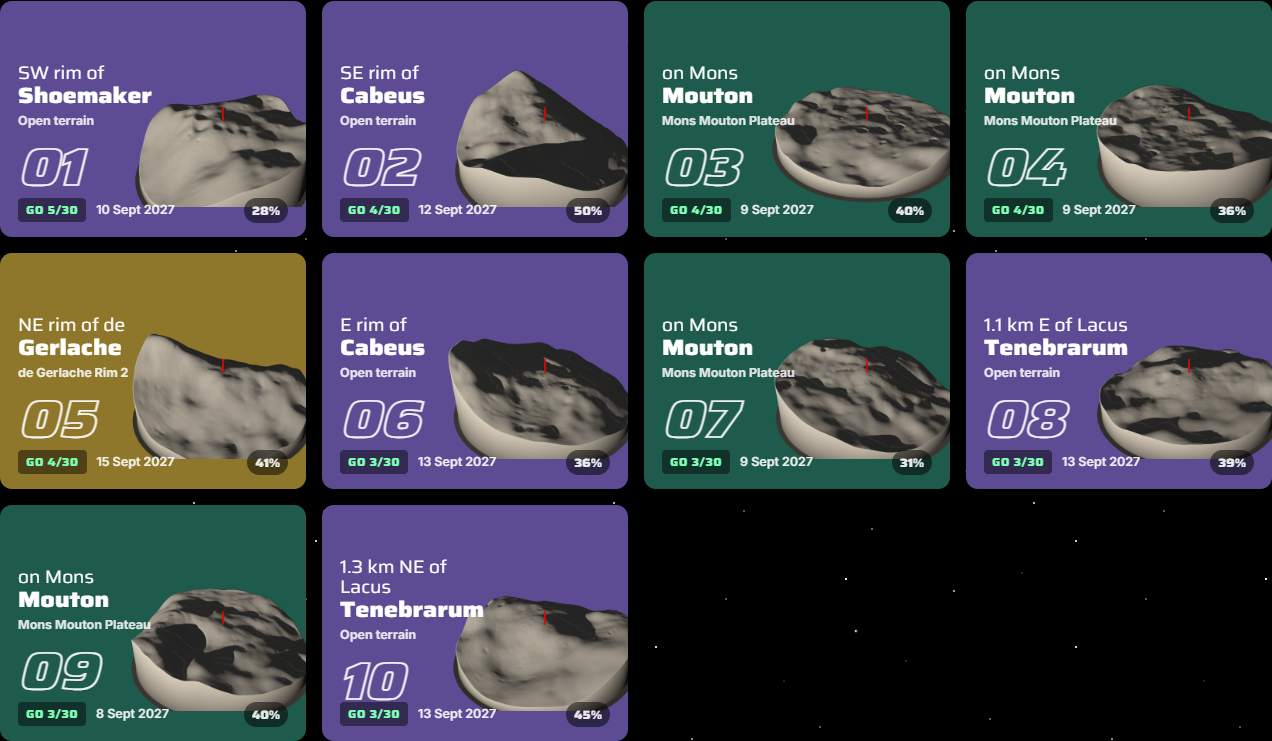 SW rim of
Shoemaker
Open terrain
01
GO 5/30 10 Sept 2027 28%
SE rim of
Cabeus
Open terrain
02
GO 4/30 12 Sept 2027 50%
on Mons
Mouton
Mons Mouton Plateau
03
GO 4/30 9 Sept 2027 40%
on Mons
Mouton
Mons Mouton Plateau
04
GO 4/30 9 Sept 2027 36%
NE rim of de
Gerlache
de Gerlache Rim 2
05
GO 4/30 15 Sept 2027 41%
E rim of
Cabeus
Open terrain
06
GO 3/30 13 Sept 2027 36%
on Mons
Mouton
Mons Mouton Plateau
07
GO 3/30 9 Sept 2027 31%
1.1 km E of Lacus
Tenebrarum
Open terrain
08
GO 3/30 13 Sept 2027 39%
on Mons
Mouton
Mons Mouton Plateau
09
GO 3/30 8 Sept 2027 40%
1.3 km NE of
Lacus
Tenebrarum
Open terrain
10
GO 3/30 13 Sept 2027 45%